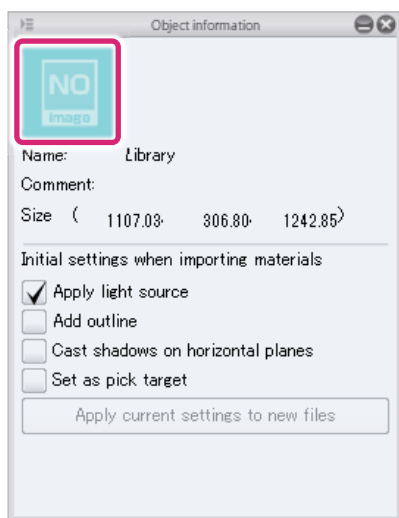 Object information
NO
Image
Name: Library
Comment:
Size ( 1107.03 306.80 1242.85)
Initial settings when importing materials
Apply light source
Add outline
Cast shadows on horizontal planes
Set as pick target
Apply current settings to new files